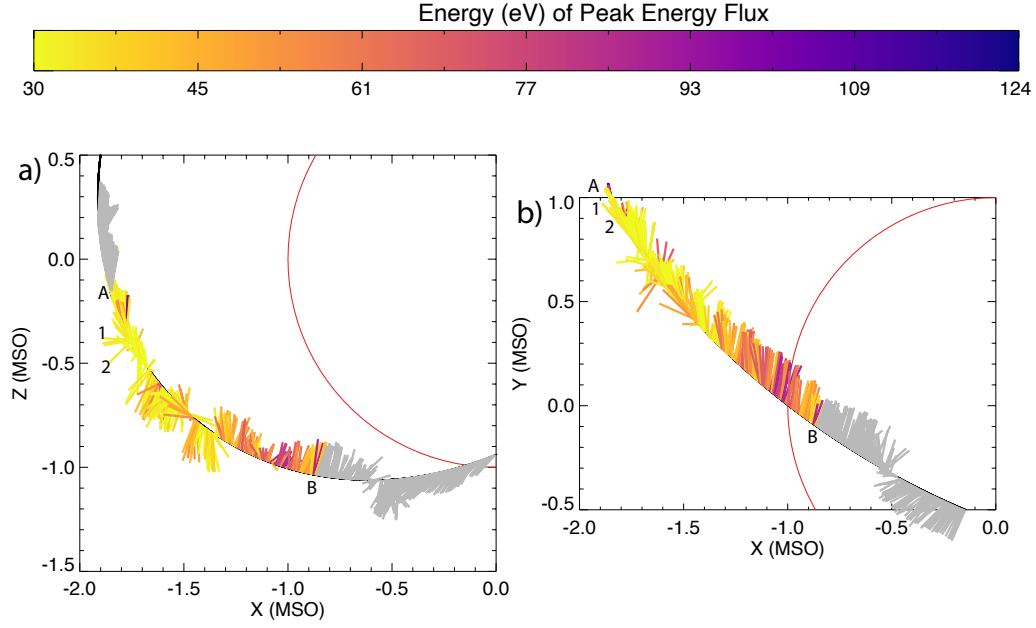 Energy (eV) of Peak Energy Flux
30 45 61 77 93 109 124
a)
0.5
0.0
-0.5
-1.0
-1.5
Z (MSO)
A
1
2
B
-2.0 -1.5 -1.0 -0.5 0.0
X (MSO)
b)
1.0
0.5
0.0
-0.5
Y (MSO)
A
1
2
B
-2.0 -1.5 -1.0 -0.5 0.0
X (MSO)